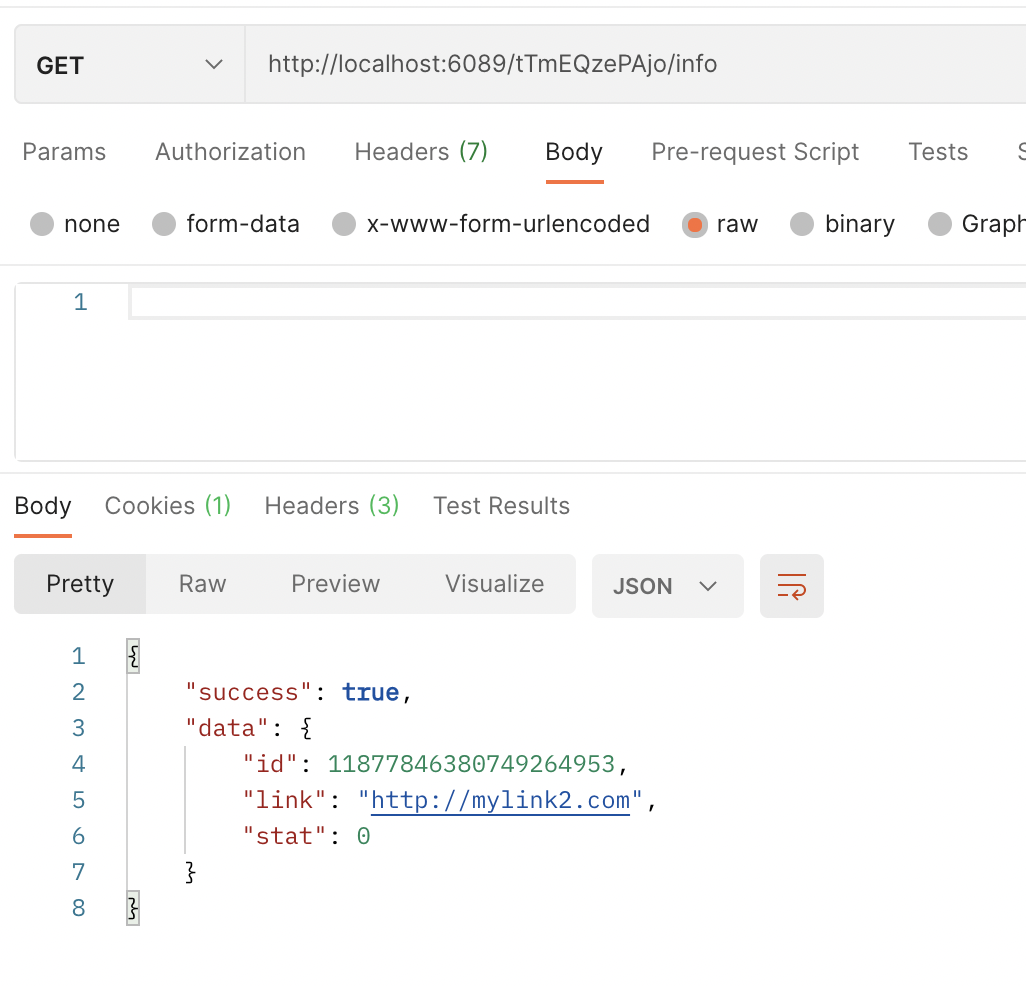 GET http://localhost:6089/tTmEQzePAjo/info
Params Authorization Headers (7) Body Pre-request Script Tests S
none form-data x-www-form-urlencoded raw binary Graph
1
Body Cookies (1) Headers (3) Test Results
Pretty Raw Preview Visualize JSON
1 {
2 "success": true,
3 "data": {
4 "id": 11877846380749264953,
5 "link": "http://mylink2.com",
6 "stat": 0
7 }
8 }